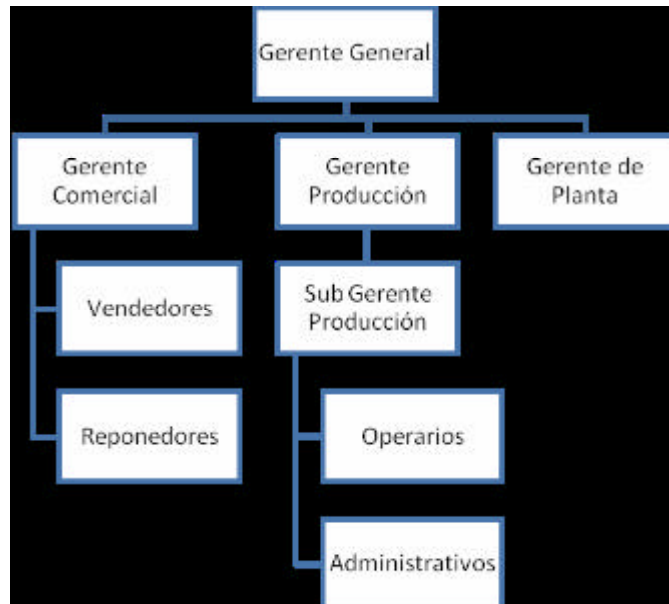 Gerente General
Gerente
Comercial
Gerente
Producción
Gerente de
Planta
Vendedores
Sub Gerente
Producción
Reponedores
Operarios
Administrativos